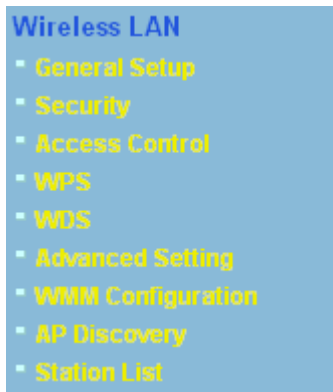 Wireless LAN
General Setup
Security
Access Control
WPS
WDS
Advanced Setting
WMM Configuration
AP Discovery
Station List